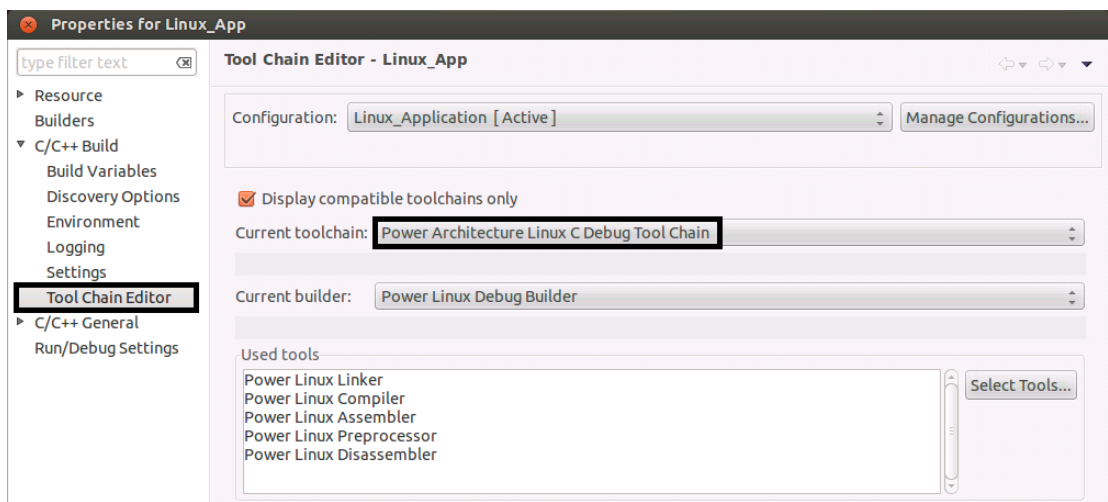 Properties for Linux_App
type filter text
Tool Chain Editor - Linux_App
Resource
Builders
C/C++ Build
Build Variables
Discovery Options
Environment
Logging
Settings
Tool Chain Editor
C/C++ General
Run/Debug Settings
Configuration: Linux_Application [ Active ] Manage Configurations...
Display compatible toolchains only
Current toolchain: Power Architecture Linux C Debug Tool Chain
Current builder: Power Linux Debug Builder
Used tools
Power Linux Linker
Power Linux Compiler
Power Linux Assembler
Power Linux Preprocessor
Power Linux Disassembler
Select Tools...